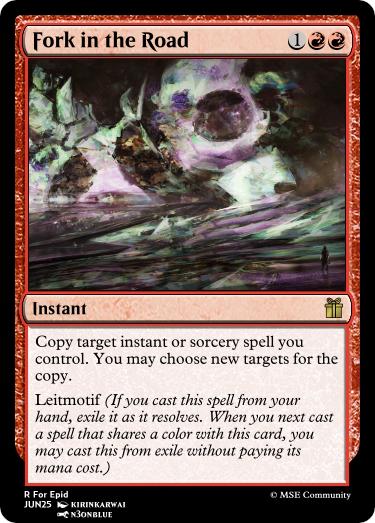 Fork in the Road 1
Instant
Copy target instant or sorcery spell you
control. You may choose new targets for the
copy.
Leitmotif (If you cast this spell from your
hand, exile it as it resolves. When you next cast
a spell that shares a color with this card, you
may cast this from exile without paying its
mana cost.)
R For Epid
JUN25 KIRINKARWAI © MSE Community
N3ONBLUE